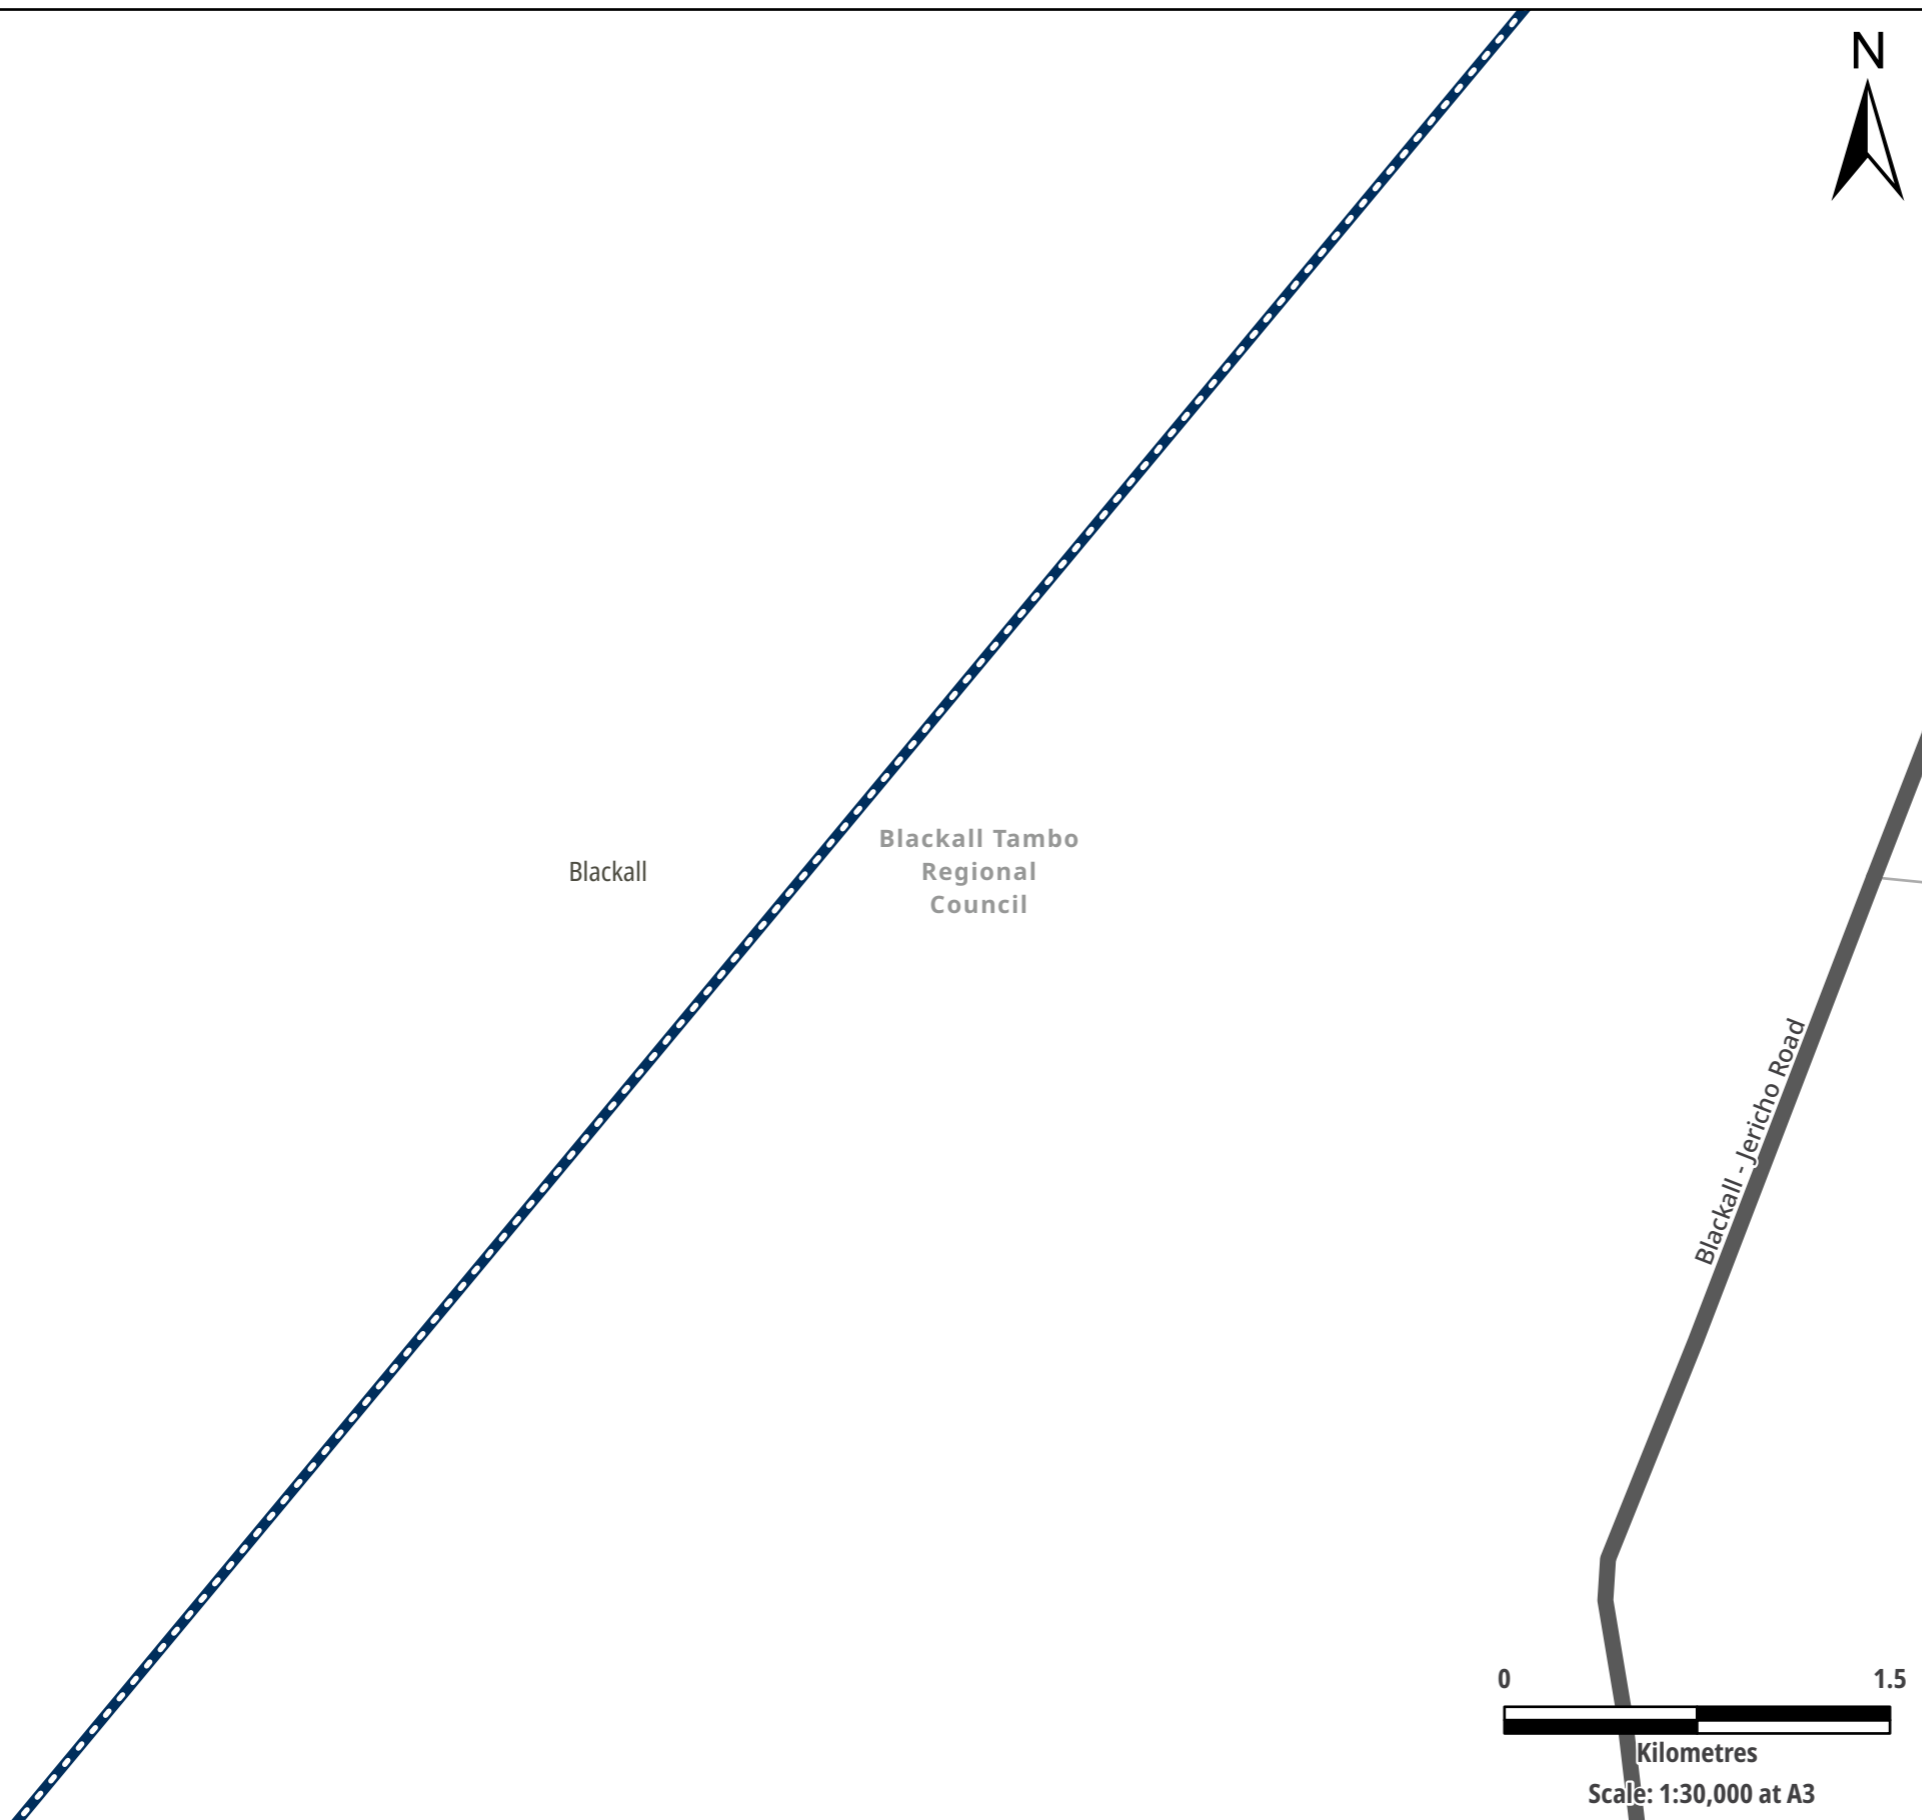 N
Blackall Tambo
Regional
Council
Blackall
Blackall - Jericho Road
0 1.5
Kilometres
Scale: 1:30,000 at A3